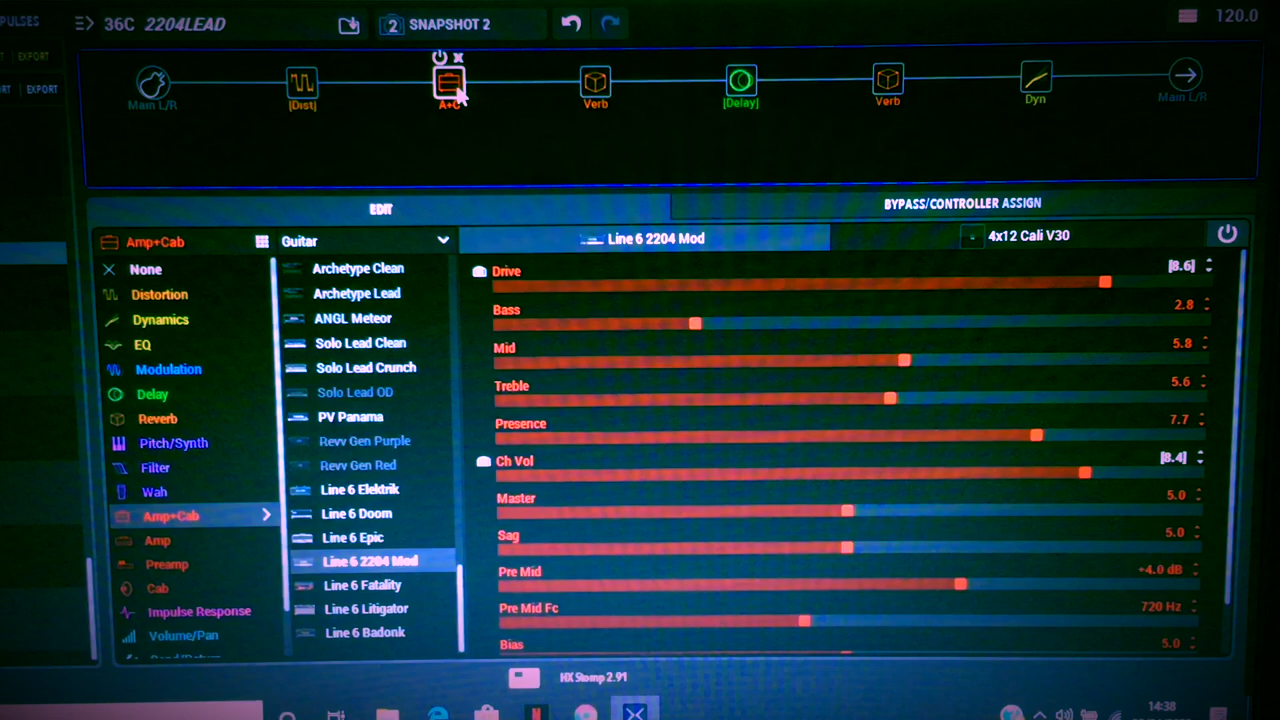 PULSES
36C 2204LEAD
2 SNAPSHOT 2
120.0
EXPORT
EXPORT
Main L/R
|Dist|
Verb
|Delay|
Verb
Dyn
Main L/R
EDIT
BYPASS/CONTROLLER ASSIGN
Amp+Cab
Guitar
Line 6 2204 Mod
4x12 Cali V30
None
Distortion
Dynamics
EQ
Modulation
Delay
Reverb
Pitch/Synth
Filter
Wah
Amp+Cab
Amp
Preamp
Cab
Impulse Response
Volume/Pan
Archetype Clean
Archetype Lead
ANGL Meteor
Solo Lead Clean
Solo Lead Crunch
Solo Lead OD
PV Panama
Revv Gen Purple
Revv Gen Red
Line 6 Elektrik
Line 6 Doom
Line 6 Epic
Line 6 2204 Mod
Line 6 Fatality
Line 6 Litigator
Line 6 Badonk
Drive [8.6]
Bass 2.8
Mid 5.8
Treble 5.6
Presence 7.7
Ch Vol [8.4]
Master 5.0
Sag 5.0
Pre Mid +4.0 dB
Pre Mid Fc 720 Hz
Bias 5.0
HX Stomp 2.91
14:38